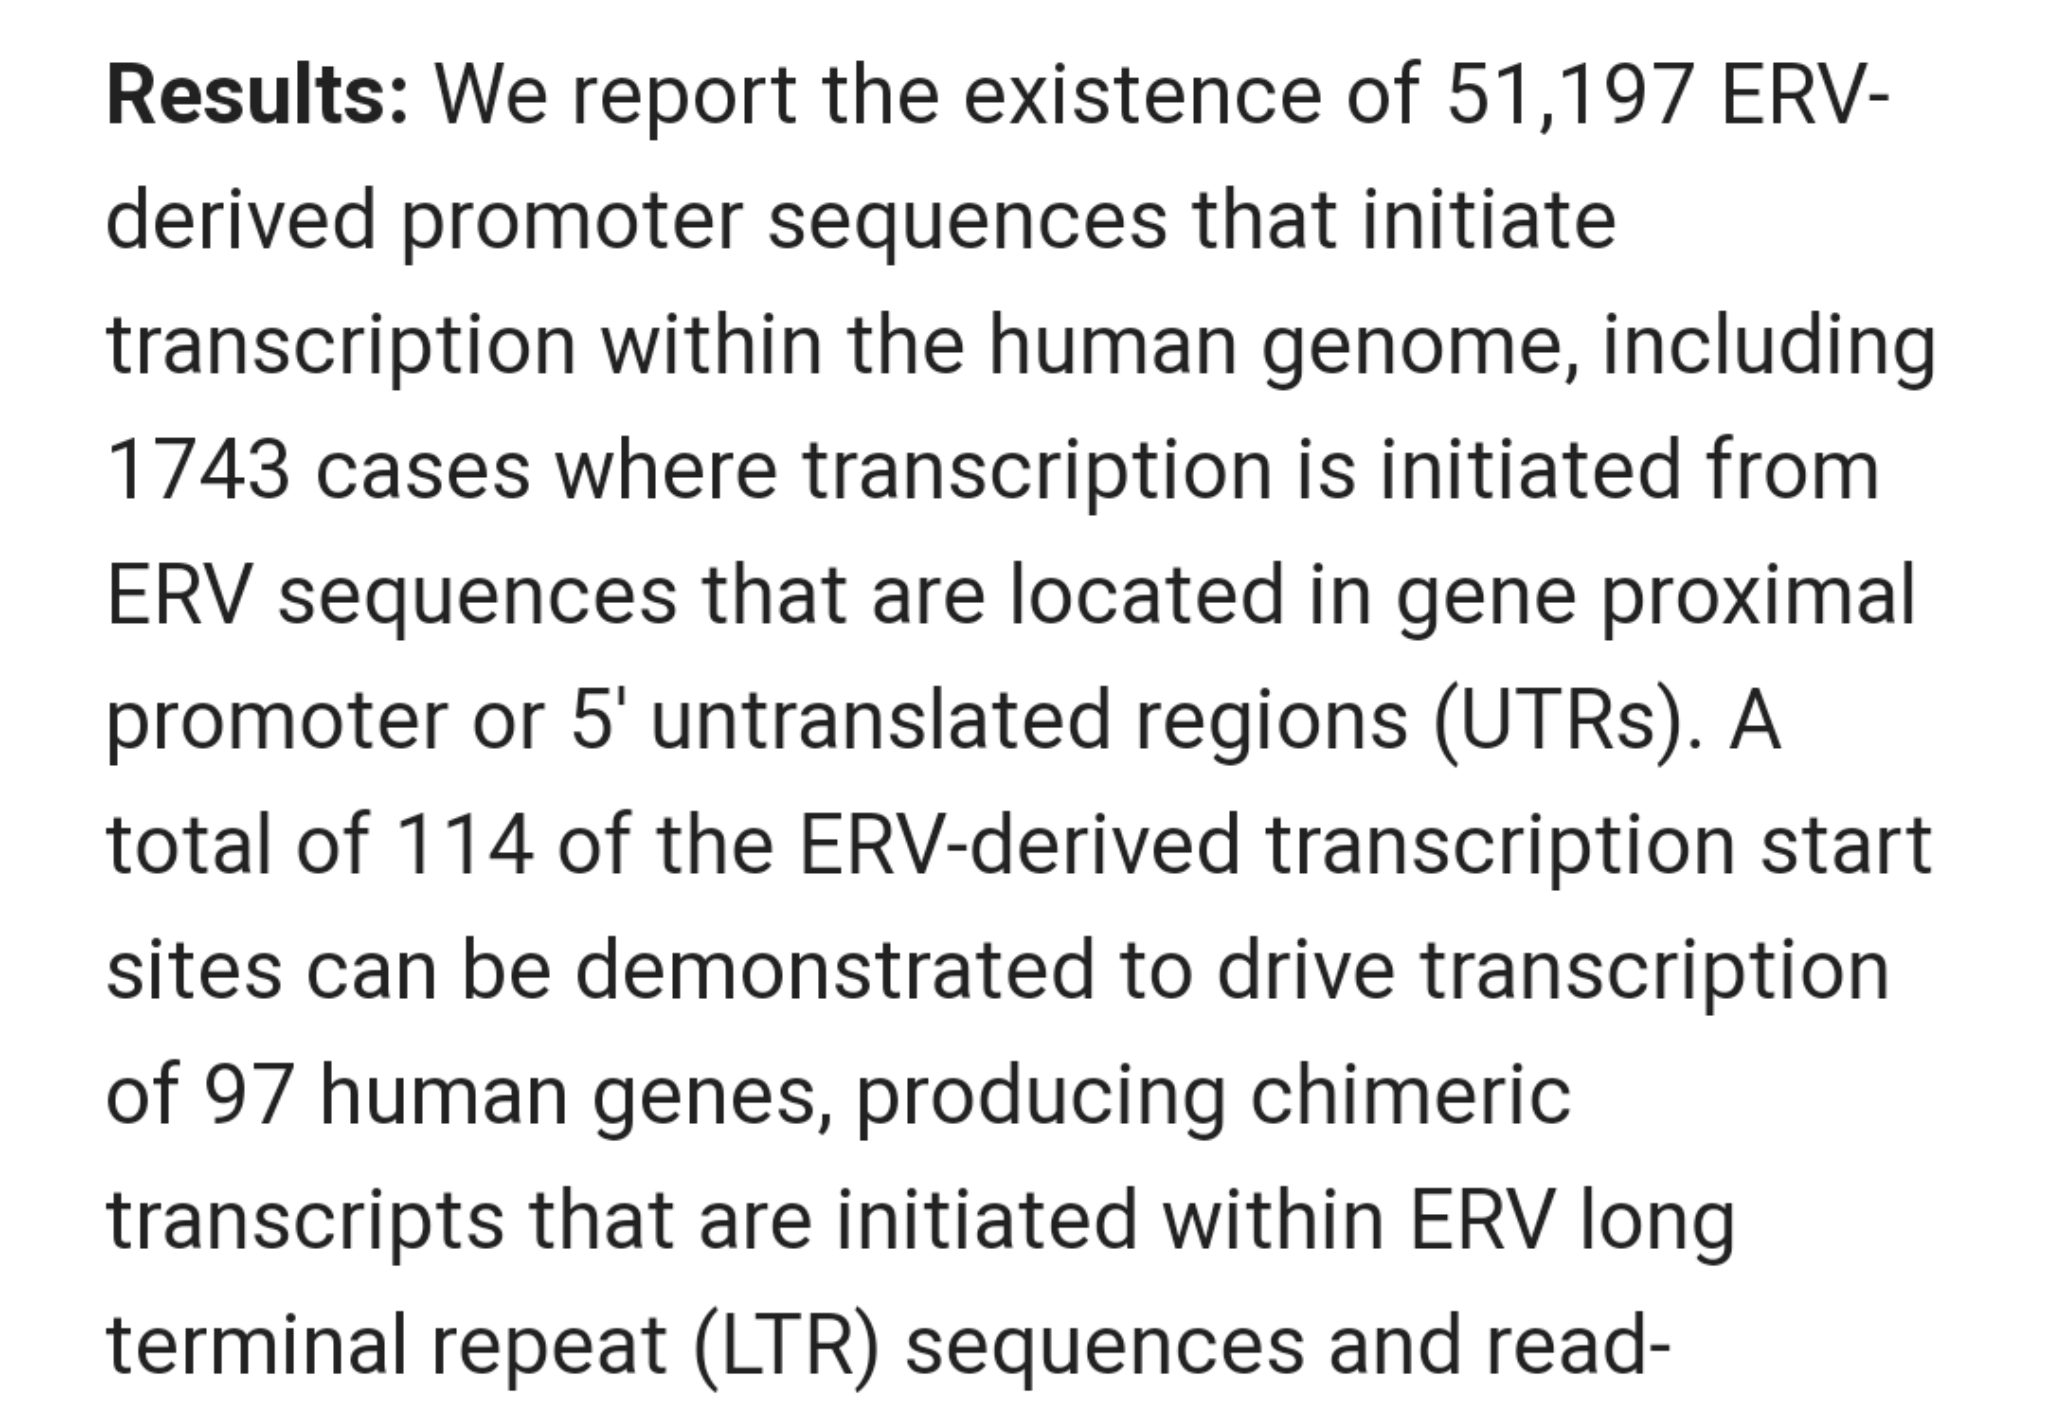 Results: We report the existence of 51,197 ERV-
derived promoter sequences that initiate
transcription within the human genome, including
1743 cases where transcription is initiated from
ERV sequences that are located in gene proximal
promoter or 5' untranslated regions (UTRs). A
total of 114 of the ERV-derived transcription start
sites can be demonstrated to drive transcription
of 97 human genes, producing chimeric
transcripts that are initiated within ERV long
terminal repeat (LTR) sequences and read-